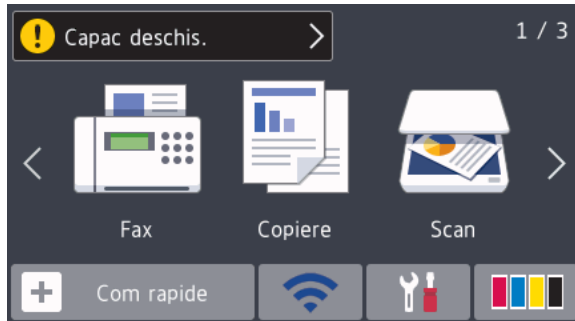 Capac deschis.
1 / 3
Fax
Copiere
Scan
Com rapide